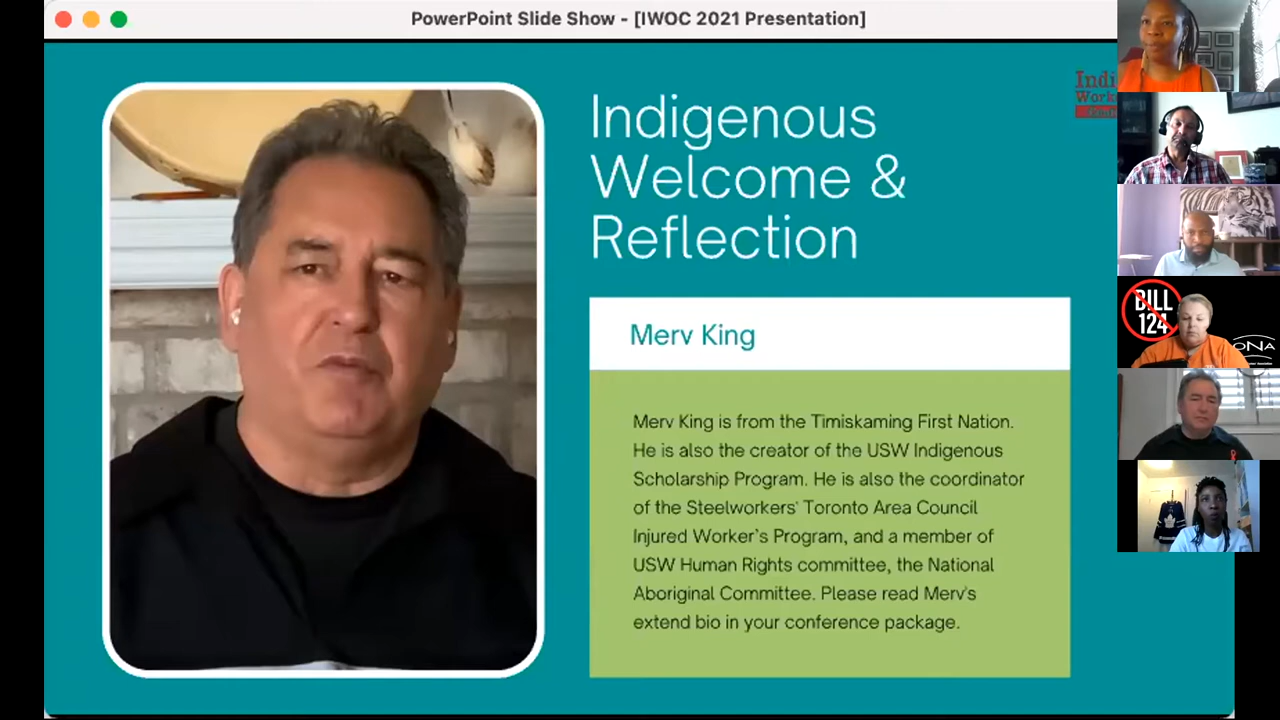 PowerPoint Slide Show - [IWOC 2021 Presentation]
Indigenous
Welcome &
Reflection
Merv King
Merv King is from the Timiskaming First Nation.
He is also the creator of the USW Indigenous
Scholarship Program. He is also the coordinator
of the Steelworkers' Toronto Area Council
Injured Worker's Program, and a member of
USW Human Rights committee, the National
Aboriginal Committee. Please read Merv's
extend bio in your conference package.
BILL
124
ONA